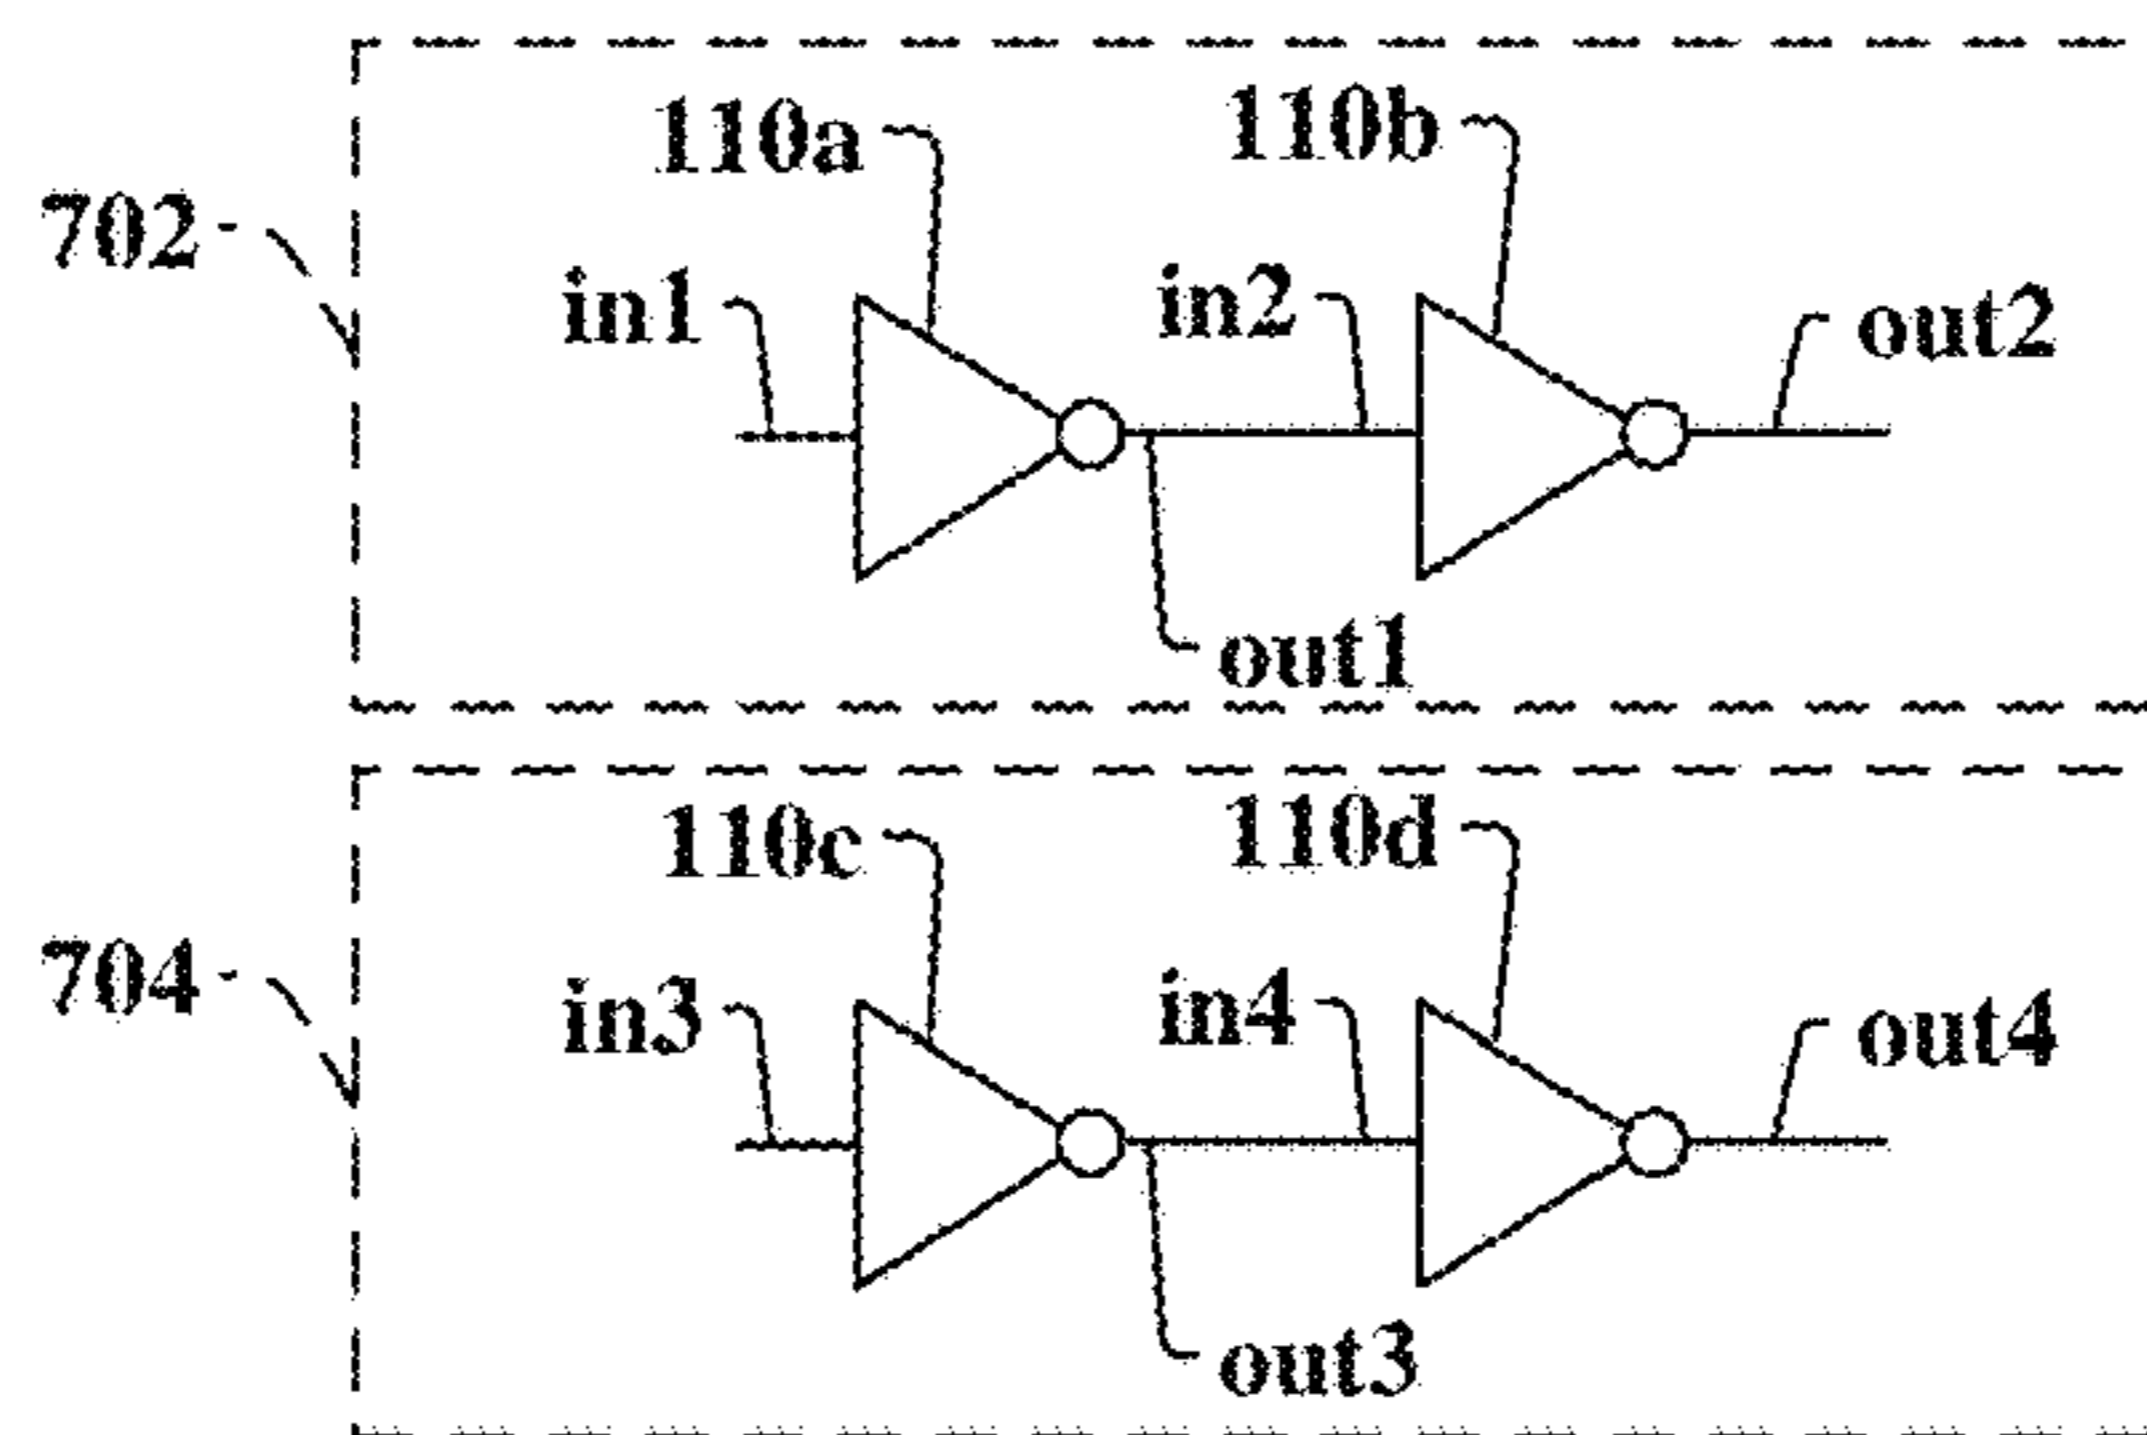 110a
110b
702
in1
in2
out2
out1
110c
110d
704
in3
in4
out4
out3